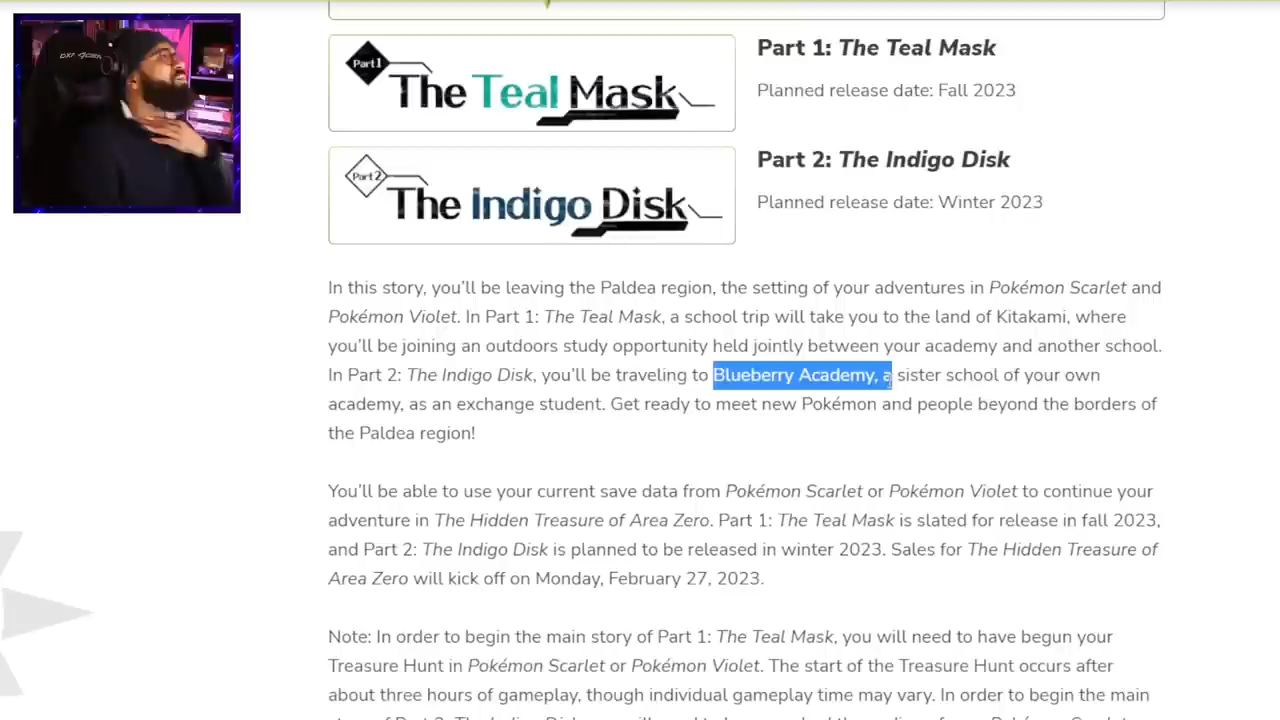 Part 1
The Teal Mask
Part 1: The Teal Mask
Planned release date: Fall 2023
Part 2
The Indigo Disk
Part 2: The Indigo Disk
Planned release date: Winter 2023
In this story, you’ll be leaving the Paldea region, the setting of your adventures in Pokémon Scarlet and
Pokémon Violet. In Part 1: The Teal Mask, a school trip will take you to the land of Kitakami, where
you’ll be joining an outdoors study opportunity held jointly between your academy and another school.
In Part 2: The Indigo Disk, you’ll be traveling to Blueberry Academy, a sister school of your own
academy, as an exchange student. Get ready to meet new Pokémon and people beyond the borders of
the Paldea region!
You’ll be able to use your current save data from Pokémon Scarlet or Pokémon Violet to continue your
adventure in The Hidden Treasure of Area Zero. Part 1: The Teal Mask is slated for release in fall 2023,
and Part 2: The Indigo Disk is planned to be released in winter 2023. Sales for The Hidden Treasure of
Area Zero will kick off on Monday, February 27, 2023.
Note: In order to begin the main story of Part 1: The Teal Mask, you will need to have begun your
Treasure Hunt in Pokémon Scarlet or Pokémon Violet. The start of the Treasure Hunt occurs after
about three hours of gameplay, though individual gameplay time may vary. In order to begin the main